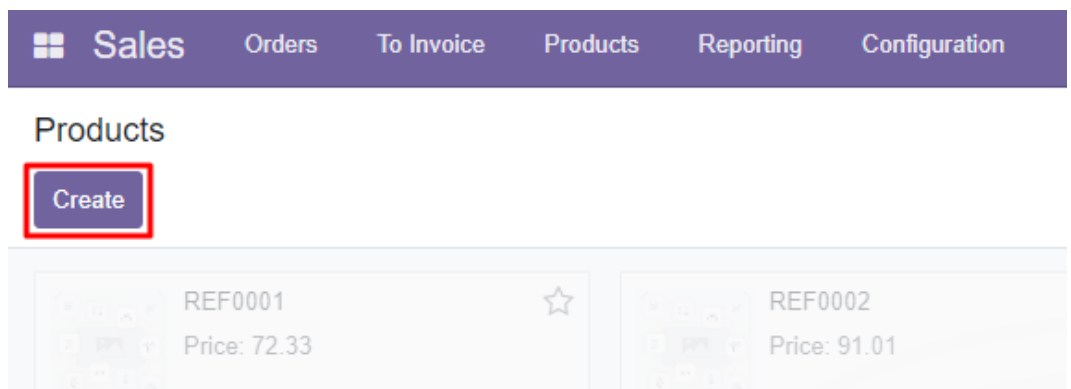 Sales Orders To Invoice Products Reporting Configuration
Products
Create
REF0001 REF0002
Price: 72.33 Price: 91.01